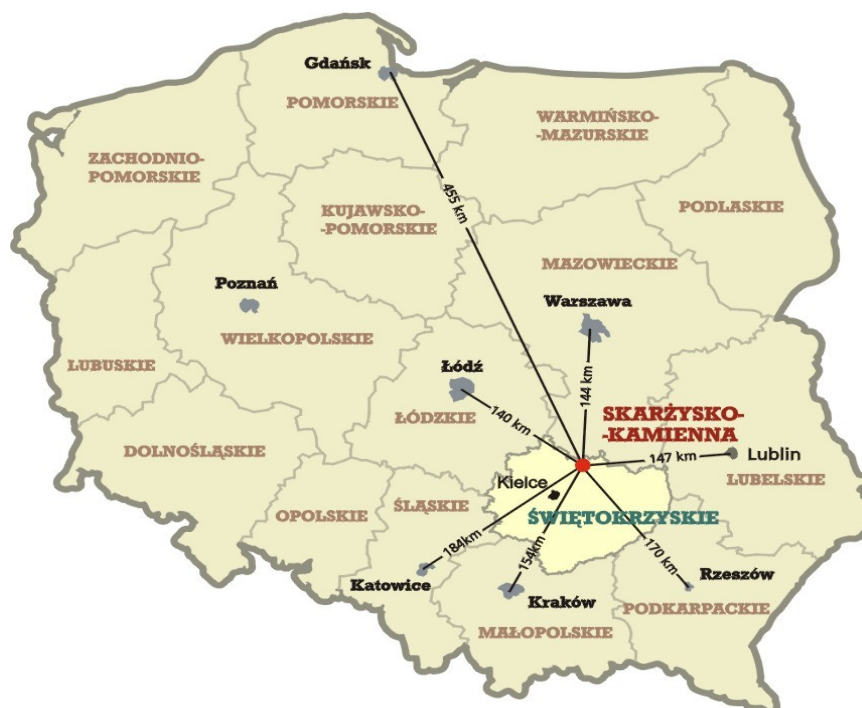 Gdańsk
POMORSKIE
WARMIŃSKO-
-MAZURSKIE
ZACHODNIO-
POMORSKIE
455 km
KUJAWSKO-
-POMORSKIE
PODLASKIE
MAZOWIECKIE
Poznań
Warszawa
WIELKOPOLSKIE
LUBUSKIE
Łódź
144 km
ŁÓDZKIE
140 km
SKARŻYSKO-
-KAMIENNA
DOLNOŚLĄSKIE
147 km
Lublin
LUBELSKIE
Kielce
ŚLĄSKIE
OPOLSKIE
ŚWIĘTOKRZYSKIE
184km
154km
170 km
Katowice
Rzeszów
Kraków
PODKARPACKIE
MAŁOPOLSKIE